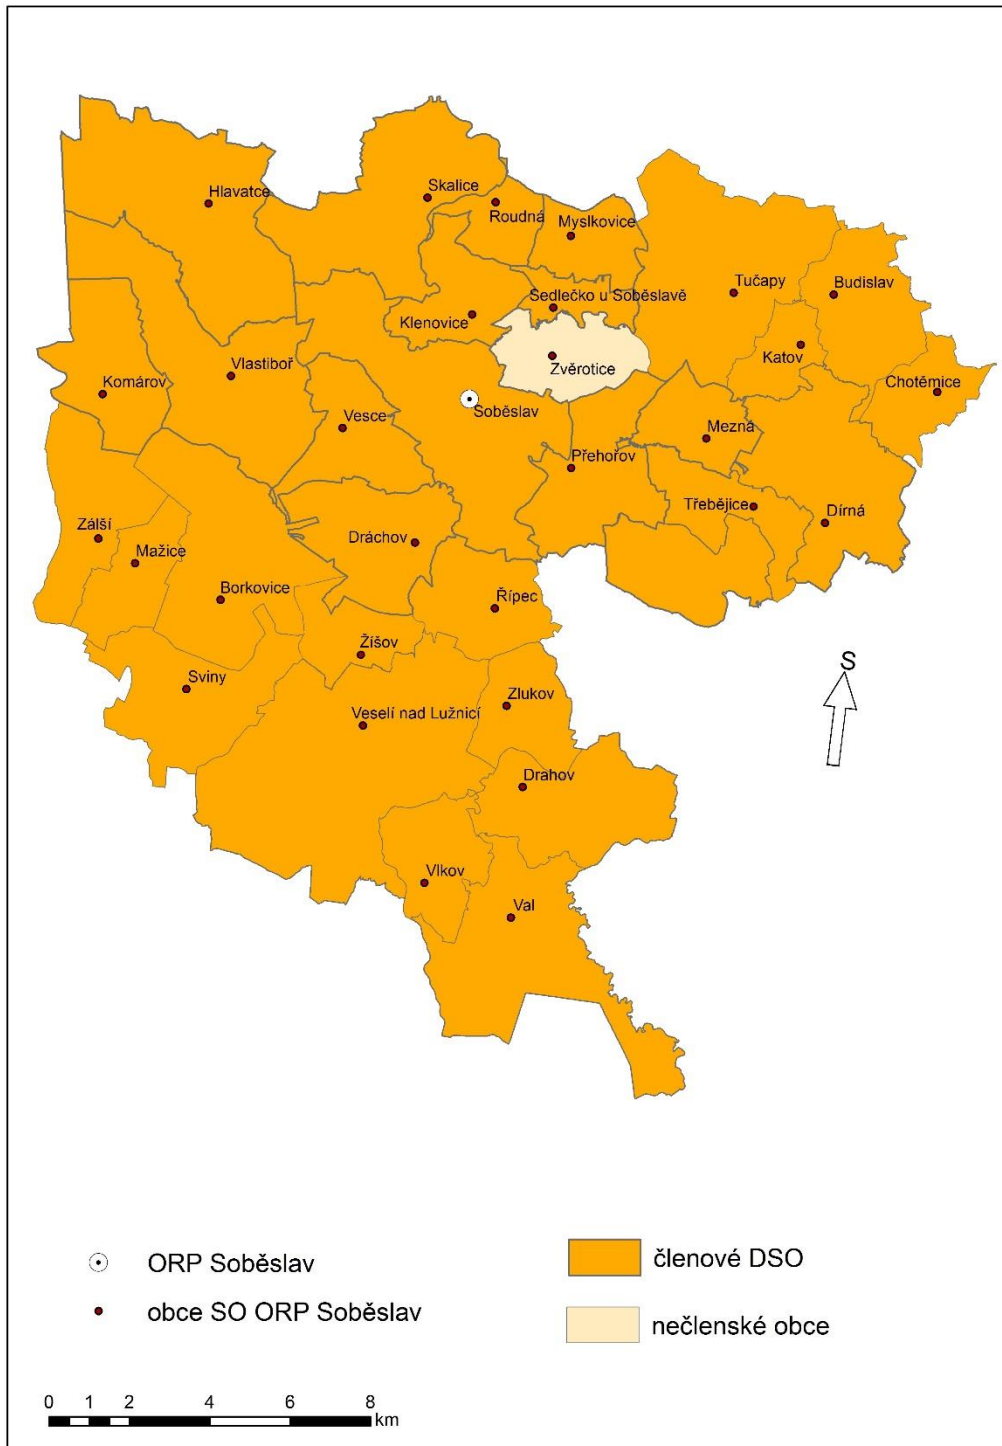 Hlavatce
Skalice
Roudná
Myslkovice
Tučapy
Budislav
Sedlečko u Soběslavě
Klenovice
Katov
Zvěrotice
Vlastiboř
Komárov
Chotěmice
Vesce
Soběslav
Mezná
Přehořov
Třebějice
Dírná
Zálší
Mažice
Dráchov
Borkovice
Řípec
Žíšov
Sviny
Zlukov
Veselí nad Lužnicí
S
Drahov
Vlkov
Val
ORP Soběslav
členové DSO
obce SO ORP Soběslav
nečlenské obce
0 1 2 4 6 8
km